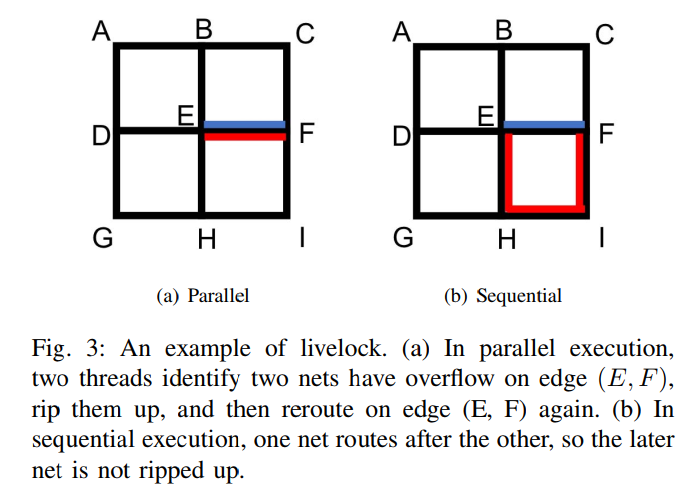 A B C A B C
E E
D F D F
G H I G H I
(a) Parallel (b) Sequential
Fig. 3: An example of livelock. (a) In parallel execution,
two threads identify two nets have overflow on edge (E, F),
rip them up, and then reroute on edge (E, F) again. (b) In
sequential execution, one net routes after the other, so the later
net is not ripped up.